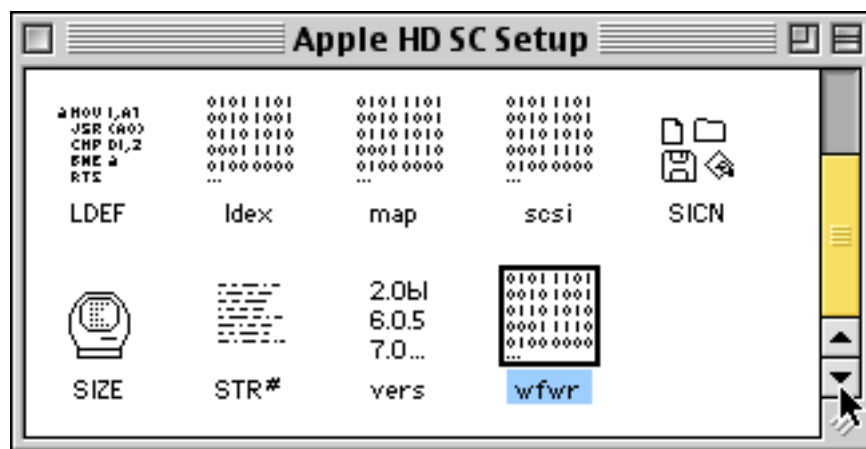 Apple HD SC Setup
a MOV 1,A1
JSR (A0)
CMP D1,2
BNE a
RTS
01011101
00101001
01101010
00011110
01000000
...
01011101
00101001
01101010
00011110
01000000
...
01011101
00101001
01101010
00011110
01000000
...
LDEF
ldex
map
scsi
SICN
2.0b1
6.0.5
7.0...
01011101
00101001
01101010
00011110
01000000
...
SIZE
STR#
vers
wfwr